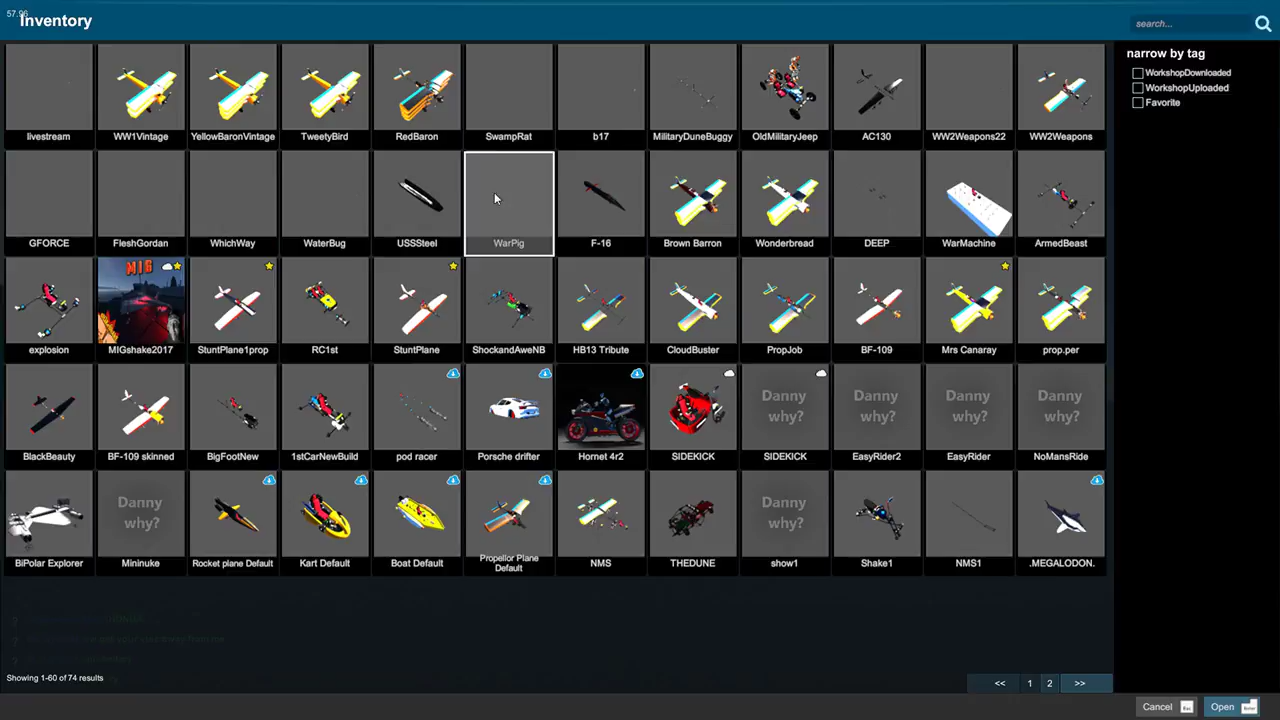 57.96
Inventory
search...
narrow by tag
WorkshopDownloaded
WorkshopUploaded
Favorite
livestream WW1Vintage YellowBaronVintage TweetyBird RedBaron SwampRat b17 MilitaryDuneBuggy OldMilitaryJeep AC130 WW2Weapons22 WW2Weapons
GFORCE FleshGordan WhichWay WaterBug USSSteel WarPig F-16 Brown Barron Wonderbread DEEP WarMachine ArmedBeast
MIG
explosion MIGshake2017 StuntPlane1prop RC1st StuntPlane ShockandAweNB HB13 Tribute CloudBuster PropJob BF-109 Mrs Canaray prop.per
Danny why? Danny why? Danny why? Danny why?
BlackBeauty BF-109 skinned BigFootNew 1stCarNewBuild pod racer Porsche drifter Hornet 4r2 SIDEKICK SIDEKICK EasyRider2 EasyRider NoMansRide
Danny why? Danny why?
BiPolar Explorer Mininuke Rocket plane Default Kart Default Boat Default Propellor Plane Default NMS THEDUNE show1 Shake1 NMS1 .MEGALODON.
Showing 1-60 of 74 results
<< 1 2 >>
Cancel Open